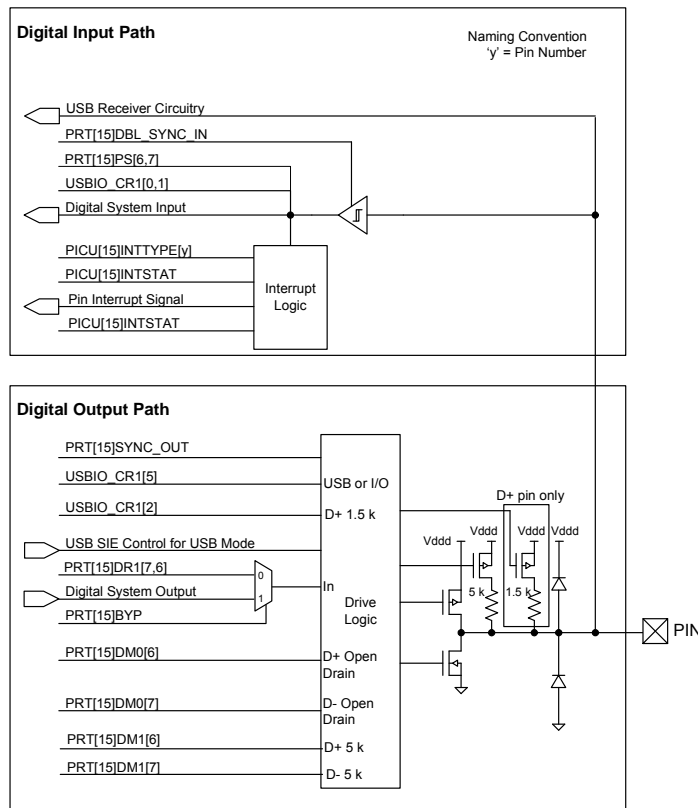 Digital Input Path
Naming Convention
‘y’ = Pin Number
USB Receiver Circuitry
PRT[15]DBL_SYNC_IN
PRT[15]PS[6,7]
USBIO_CR1[0,1]
Digital System Input
PICU[15]INTTYPE[y]
PICU[15]INTSTAT
Pin Interrupt Signal
PICU[15]INTSTAT
Interrupt
Logic
Digital Output Path
PRT[15]SYNC_OUT
USBIO_CR1[5]
USB or I/O
USBIO_CR1[2]
D+ 1.5 k
D+ pin only
USB SIE Control for USB Mode
Vddd
Vddd
Vddd
Vddd
PRT[15]DR1[7,6]
0
Digital System Output
1
In
5 k
1.5 k
PRT[15]BYP
Drive
Logic
PIN
PRT[15]DM0[6]
D+ Open
Drain
PRT[15]DM0[7]
D- Open
Drain
PRT[15]DM1[6]
D+ 5 k
PRT[15]DM1[7]
D- 5 k